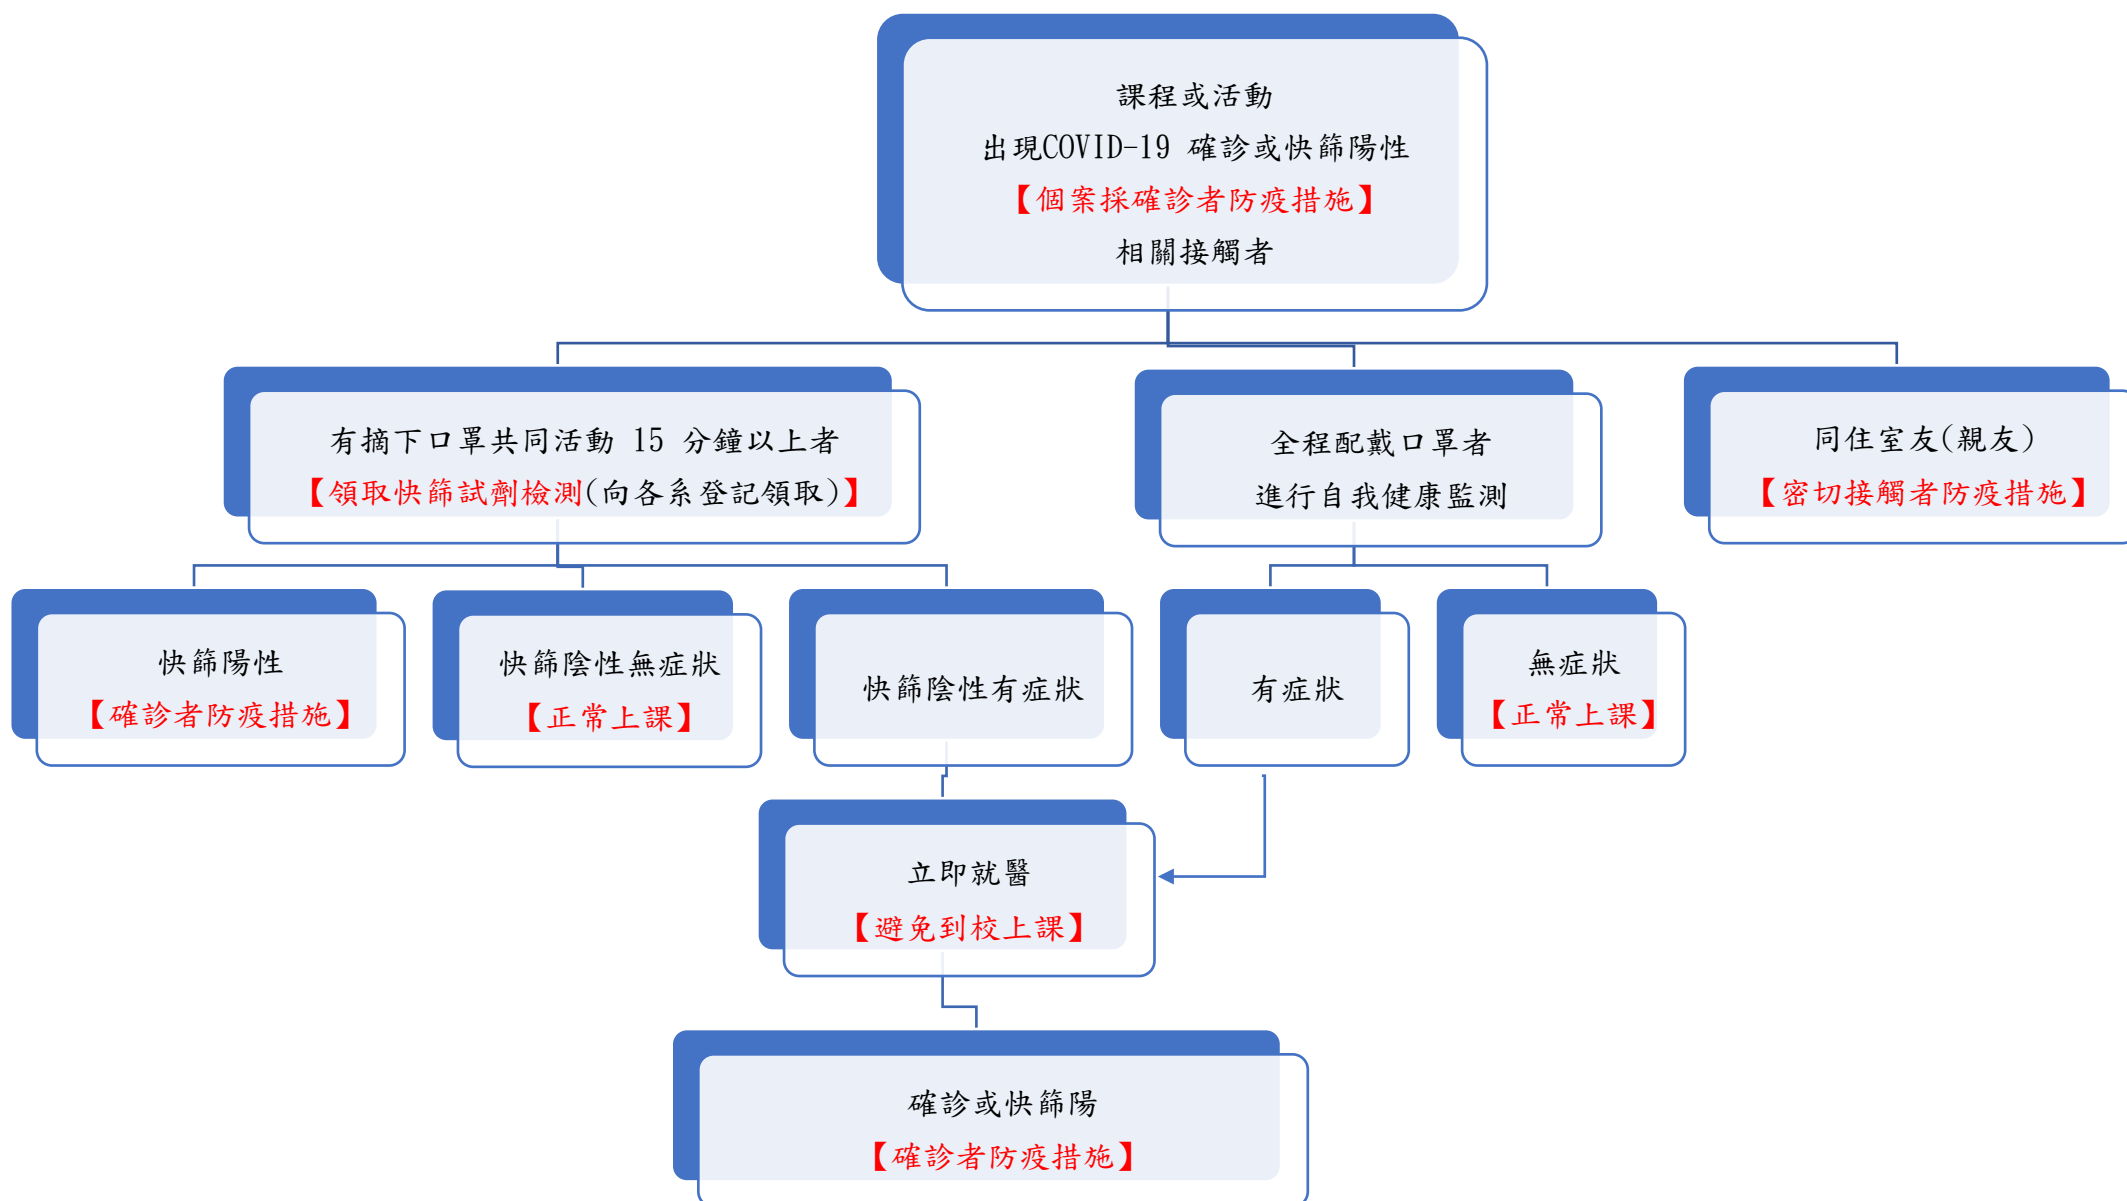 課程或活動
出現COVID-19 確診或快篩陽性
【個案採確診者防疫措施】
相關接觸者
有摘下口罩共同活動 15 分鐘以上者
【領取快篩試劑檢測(向各系登記領取)】
全程配戴口罩者
進行自我健康監測
同住室友(親友)
【密切接觸者防疫措施】
快篩陽性
【確診者防疫措施】
快篩陰性無症狀
【正常上課】
快篩陰性有症狀
有症狀
無症狀
【正常上課】
立即就醫
【避免到校上課】
確診或快篩陽
【確診者防疫措施】